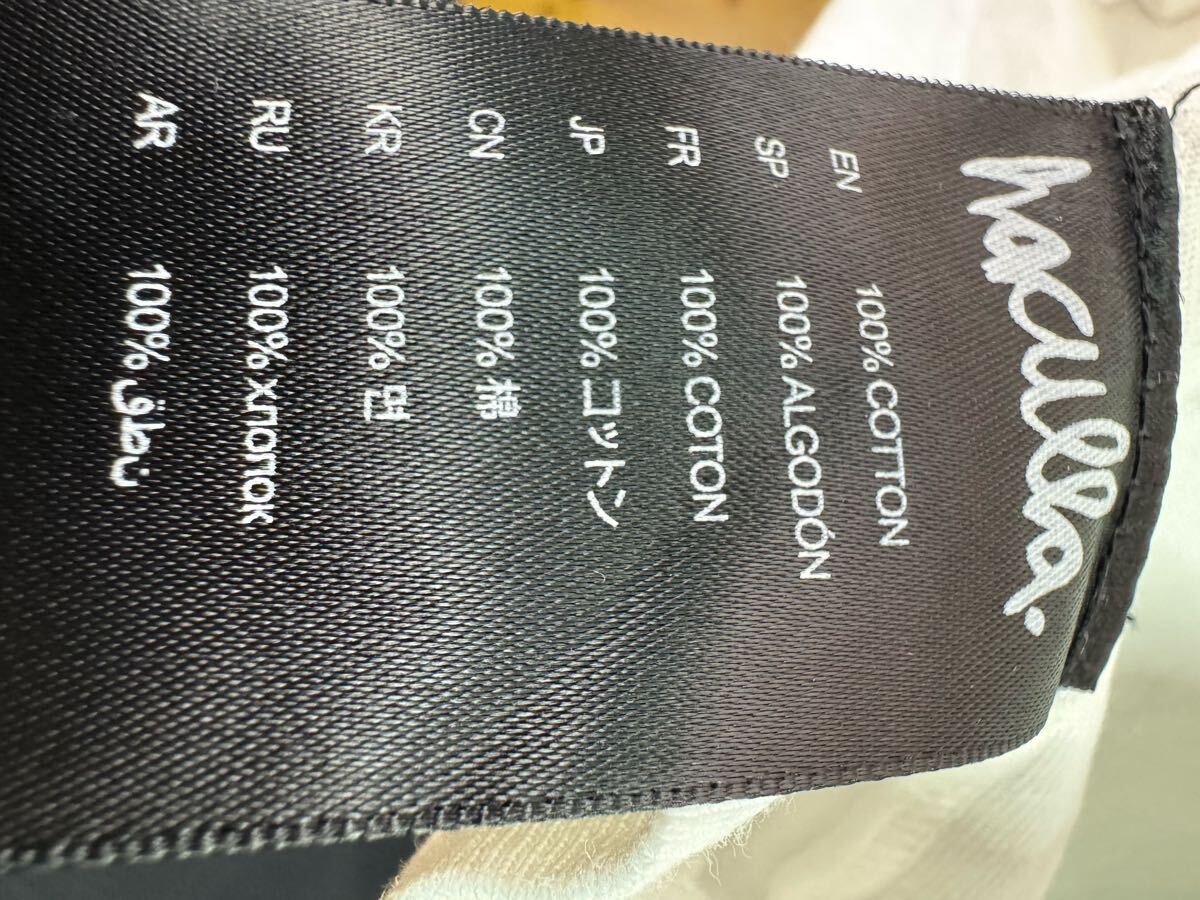 haculla.
EN 100% COTTON
SP 100% ALGODÓN
FR 100% COTON
JP 100% コットン
CN 100% 棉
KR 100% 면
RU 100% хлопок
AR 100% نطق